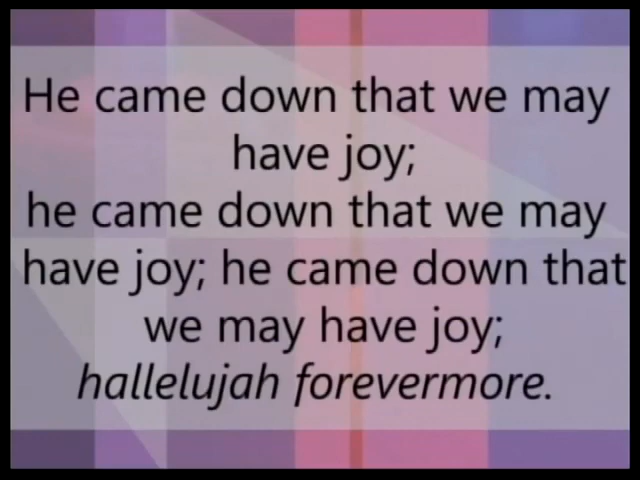 He came down that we may
have joy;
he came down that we may
have joy; he came down that
we may have joy;
hallelujah forevermore.